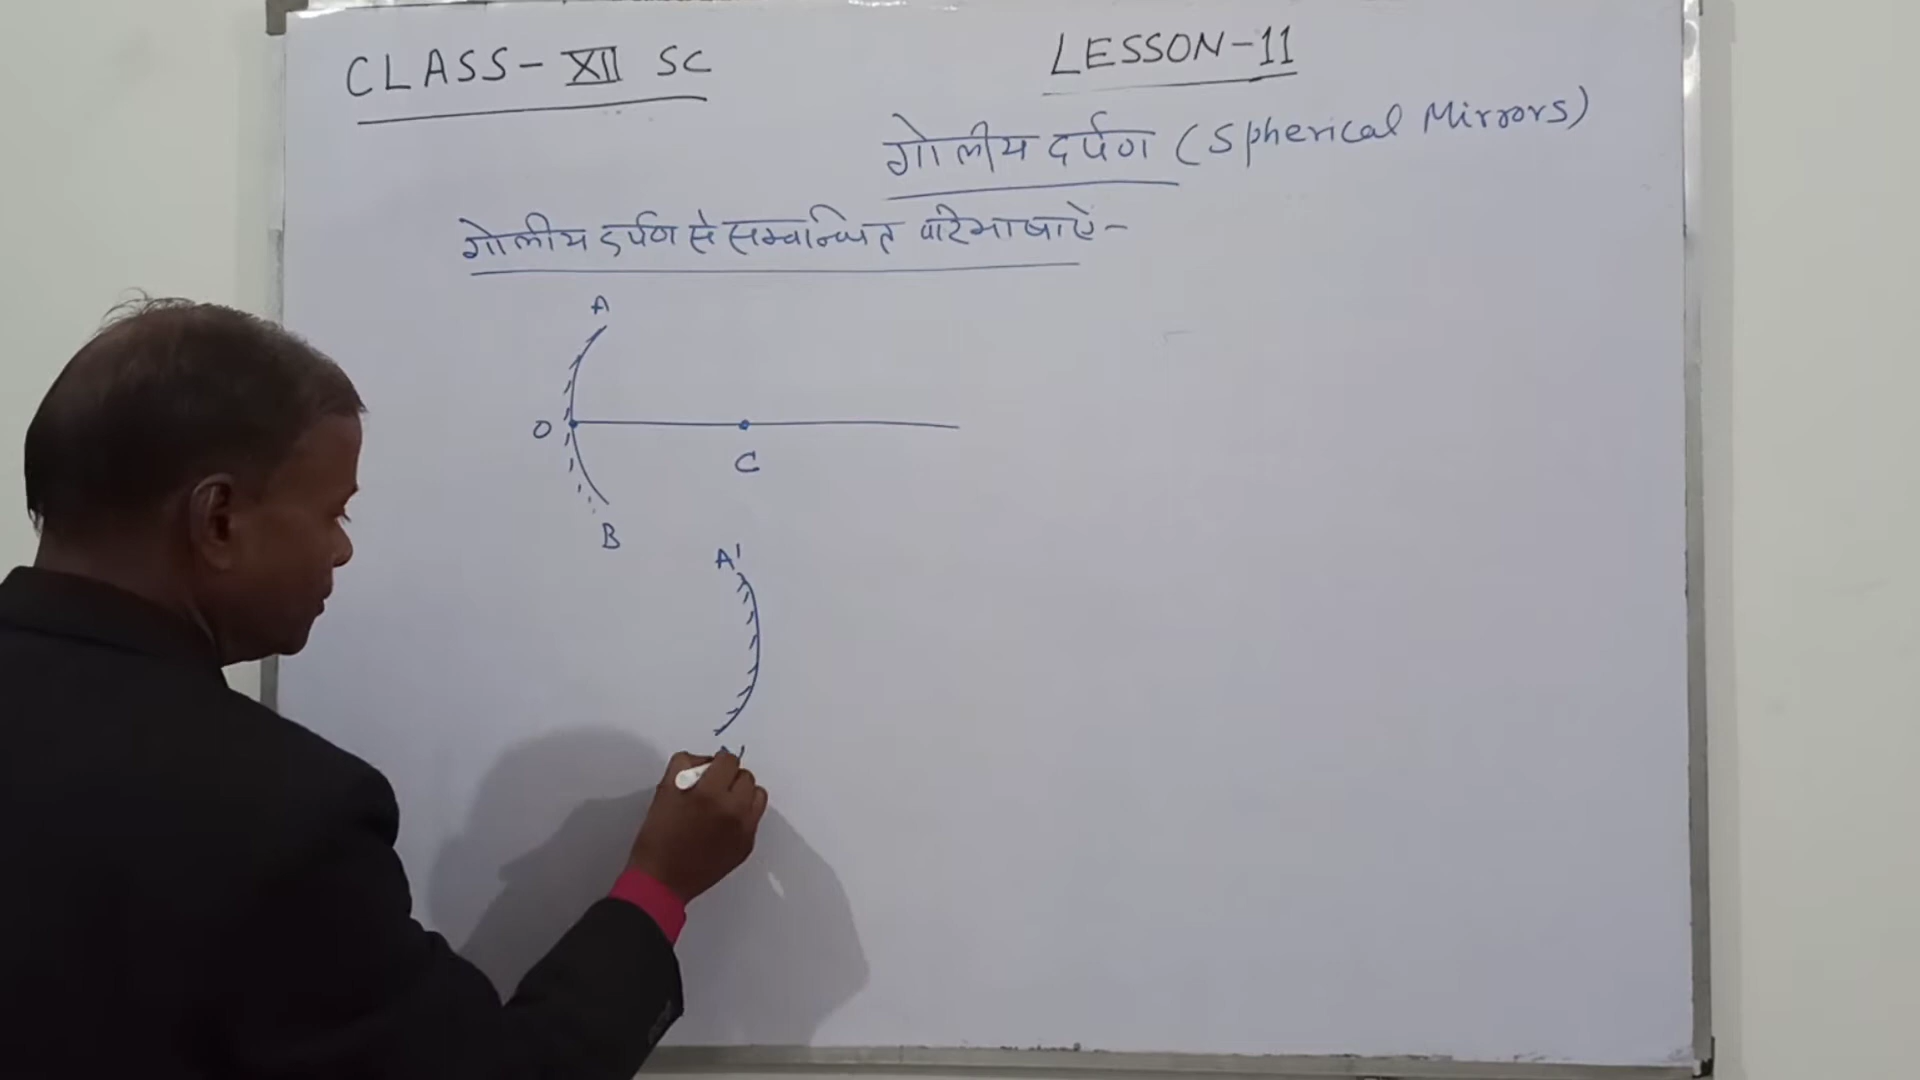 CLASS-XII SC
LESSON-11
गोलीय दर्पण (Spherical Mirrors)
गोलीय दर्पण से सम्बन्धित परिभाषाऐं-
A
O
C
B
A'